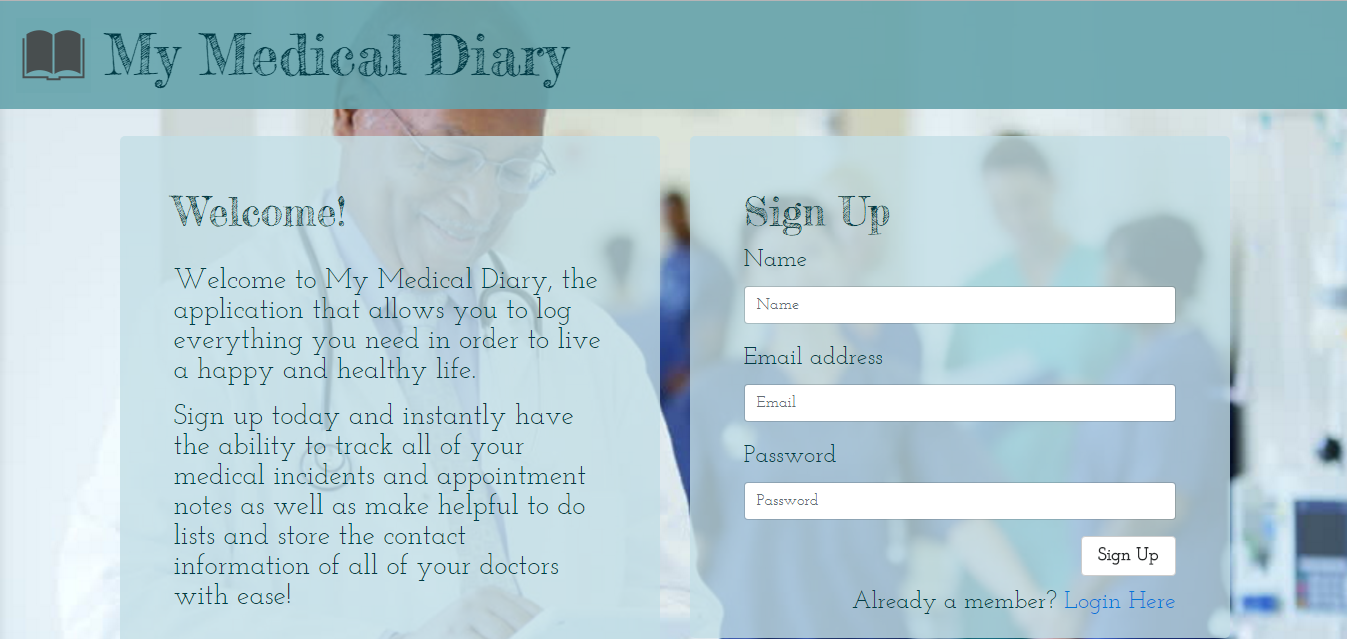 My Medical Diary
Welcome!
Welcome to My Medical Diary, the
application that allows you to log
everything you need in order to live
a happy and healthy life.
Sign up today and instantly have
the ability to track all of your
medical incidents and appointment
notes as well as make helpful to do
lists and store the contact
information of all of your doctors
with ease!
Sign Up
Name
Name
Email address
Email
Password
Password
Sign Up
Already a member? Login Here